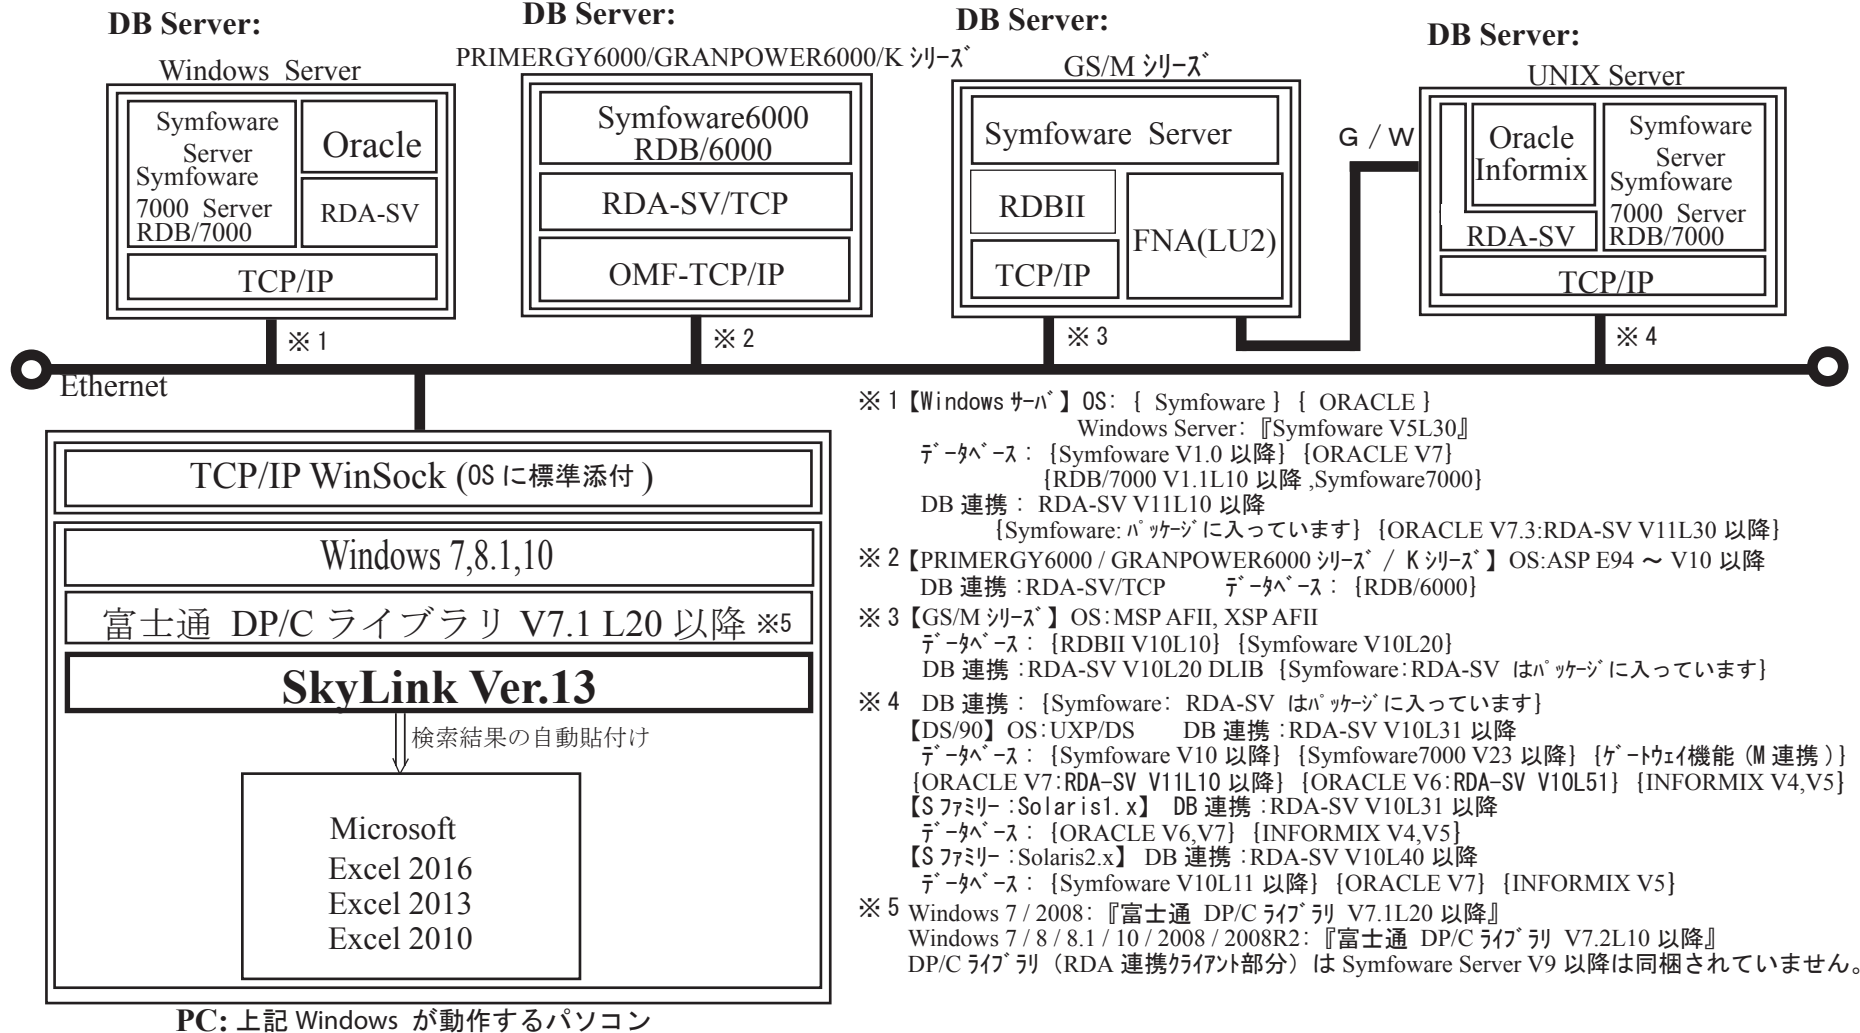 DB Server:
Windows Server
Symfoware
Server
Symfoware
7000 Server
RDB/7000
Oracle
RDA-SV
TCP/IP
※1
DB Server:
PRIMERGY6000/GRANPOWER6000/K ｼﾘｰｽﾞ
Symfoware6000
RDB/6000
RDA-SV/TCP
OMF-TCP/IP
※2
DB Server:
GS/M ｼﾘｰｽﾞ
Symfoware Server
RDBII
TCP/IP
FNA(LU2)
※3
G / W
DB Server:
UNIX Server
Oracle
Informix
RDA-SV
Symfoware
Server
Symfoware
7000 Server
RDB/7000
TCP/IP
※4
Ethernet
TCP/IP WinSock (OS に標準添付 )
Windows 7,8.1,10
富士通 DP/C ライブラリ V7.1 L20 以降 ※5
SkyLink Ver.13
検索結果の自動貼付け
Microsoft
Excel 2016
Excel 2013
Excel 2010
PC: 上記 Windows が動作するパソコン
※1【Windows ｻｰﾊﾞ】OS: { Symfoware } { ORACLE }
Windows Server:『Symfoware V5L30』
ﾃﾞｰﾀﾍﾞｰｽ: {Symfoware V1.0 以降} {ORACLE V7}
{RDB/7000 V1.1L10 以降 ,Symfoware7000}
DB 連携: RDA-SV V11L10 以降
{Symfoware: ﾊﾟｯｹｰｼﾞに入っています} {ORACLE V7.3:RDA-SV V11L30 以降}
※2【PRIMERGY6000 / GRANPOWER6000 ｼﾘｰｽﾞ / K ｼﾘｰｽﾞ】OS:ASP E94 ～ V10 以降
DB 連携:RDA-SV/TCP ﾃﾞｰﾀﾍﾞｰｽ: {RDB/6000}
※3【GS/M ｼﾘｰｽﾞ】OS:MSP AFII, XSP AFII
ﾃﾞｰﾀﾍﾞｰｽ: {RDBII V10L10} {Symfoware V10L20}
DB 連携:RDA-SV V10L20 DLIB {Symfoware:RDA-SV はﾊﾟｯｹｰｼﾞに入っています}
※4 DB 連携: {Symfoware: RDA-SV はﾊﾟｯｹｰｼﾞに入っています}
【DS/90】OS:UXP/DS DB 連携:RDA-SV V10L31 以降
ﾃﾞｰﾀﾍﾞｰｽ: {Symfoware V10 以降} {Symfoware7000 V23 以降} {ｹﾞｰﾄｳｪｲ機能 (M 連携 )}
{ORACLE V7:RDA-SV V11L10 以降} {ORACLE V6:RDA-SV V10L51} {INFORMIX V4,V5}
【S ﾌｧﾐﾘｰ:Solaris1.x】 DB 連携:RDA-SV V10L31 以降
ﾃﾞｰﾀﾍﾞｰｽ: {ORACLE V6,V7} {INFORMIX V4,V5}
【S ﾌｧﾐﾘｰ:Solaris2.x】 DB 連携:RDA-SV V10L40 以降
ﾃﾞｰﾀﾍﾞｰｽ: {Symfoware V10L11 以降} {ORACLE V7} {INFORMIX V5}
※5 Windows 7 / 2008:『富士通 DP/C ﾗｲﾌﾞﾗﾘ V7.1L20 以降』
Windows 7 / 8 / 8.1 / 10 / 2008 / 2008R2:『富士通 DP/C ﾗｲﾌﾞﾗﾘ V7.2L10 以降』
DP/C ﾗｲﾌﾞﾗﾘ（RDA 連携ｸﾗｲｱﾝﾄ部分）は Symfoware Server V9 以降は同梱されていません。